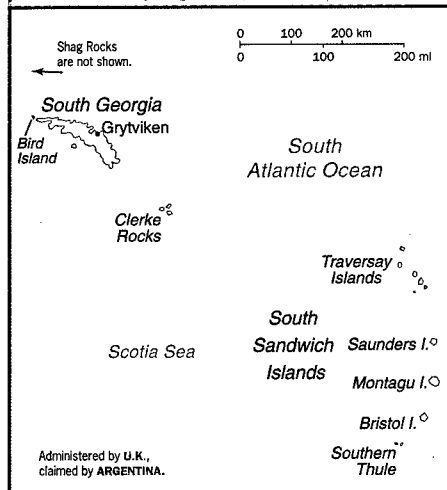 Shag Rocks
are not shown.
0 100 200 km
0 100 200 mi
South Georgia
Grytviken
Bird
Island
South
Atlantic Ocean
Clerke
Rocks
Traversay
Islands
South
Sandwich
Islands
Saunders I.
Scotia Sea
Montagu I.
Bristol I.
Southern
Thule
Administered by U.K.,
claimed by ARGENTINA.